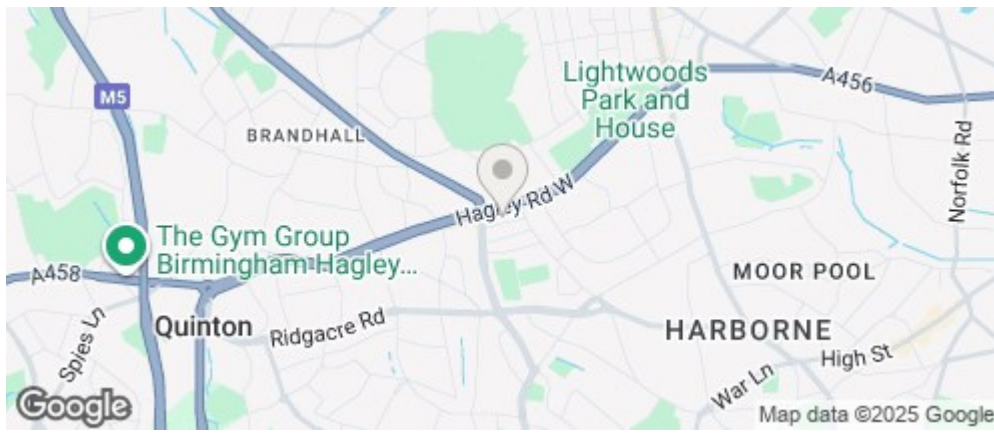 M5
BRANDHALL
Lightwoods
Park and
House
A456
Norfolk Rd
Hagley Rd W
The Gym Group
Birmingham Hagley...
A458
MOOR POOL
Spies Ln
Quinton
Ridgacre Rd
HARBORNE
High St
War Ln
Google
Map data ©2025 Google